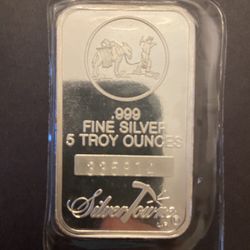 .999
FINE SILVER
5 TROY OUNCES
SilverTowne